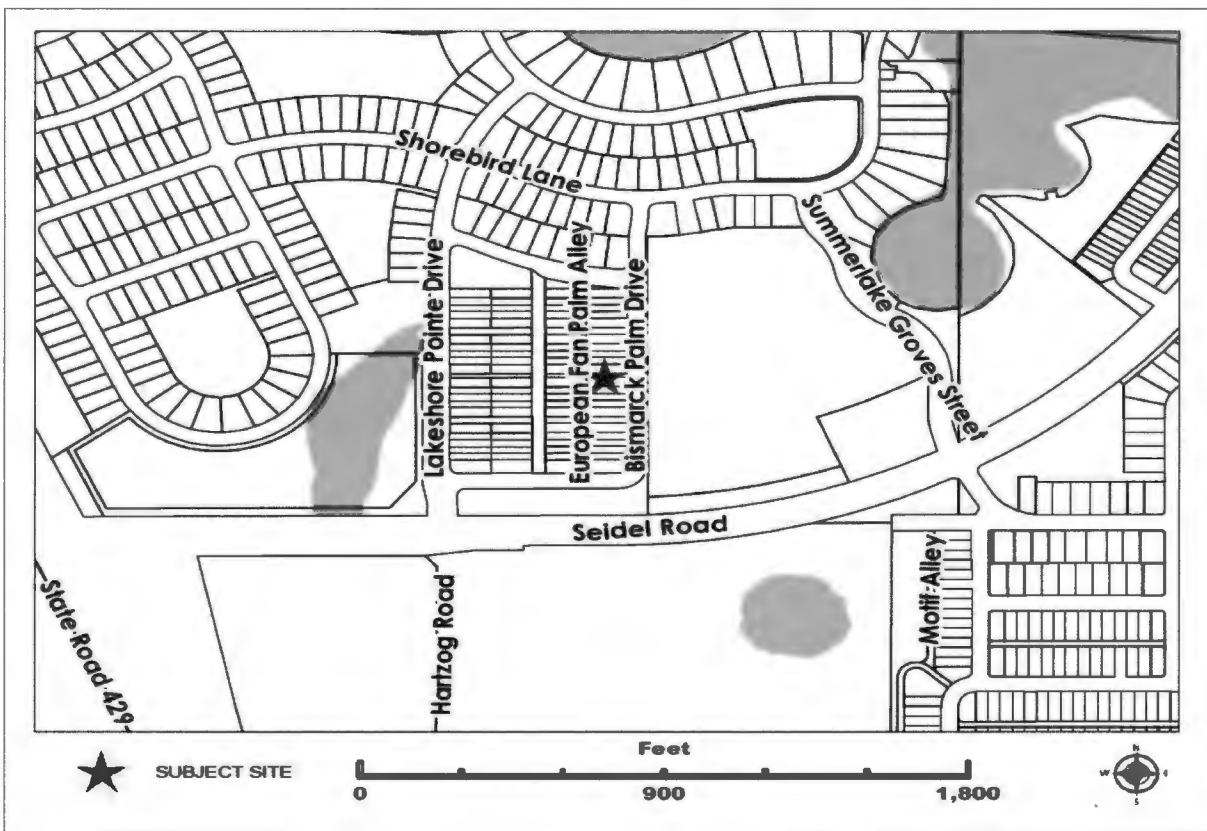 Shorebird Lane
Summerlake Groves Street
Lakeshore Pointe Drive
European Fan Palm Alley
Bismarck Palm Drive
Seidel Road
State Road 429
Hartzog Road
Motif Alley
SUBJECT SITE
Feet
0 900 1,800
N
W E
S